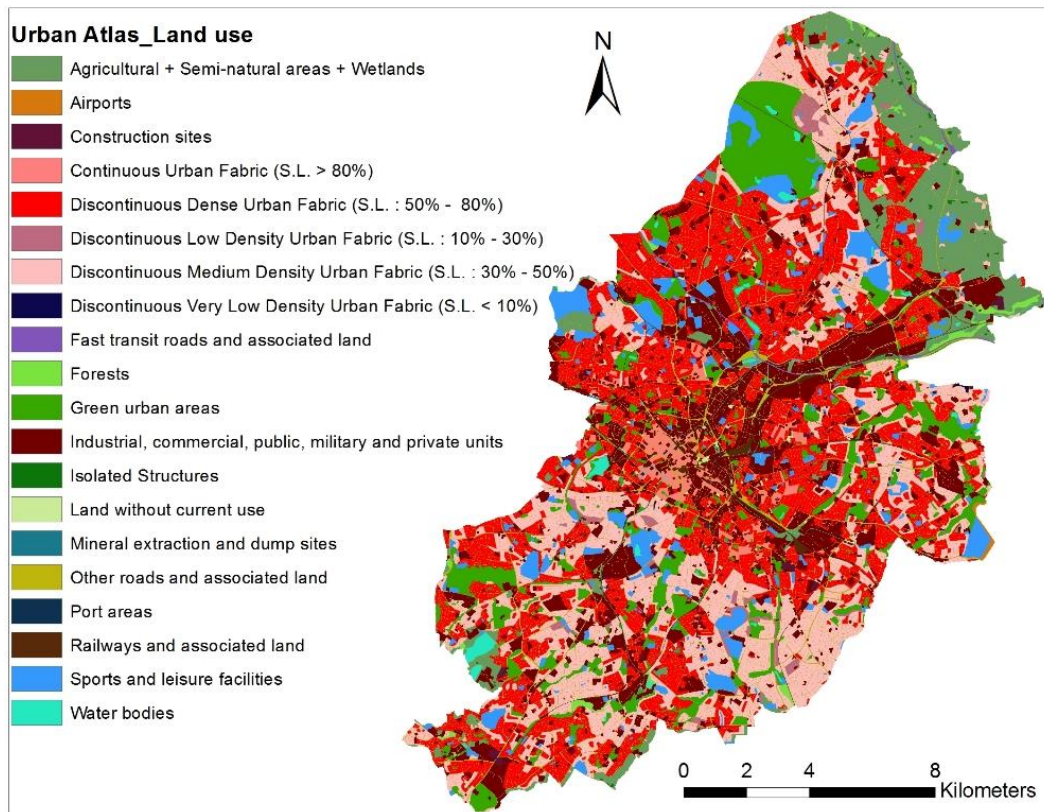 Urban Atlas_Land use
Agricultural + Semi-natural areas + Wetlands
Airports
Construction sites
Continuous Urban Fabric (S.L. > 80%)
Discontinuous Dense Urban Fabric (S.L. : 50% - 80%)
Discontinuous Low Density Urban Fabric (S.L. : 10% - 30%)
Discontinuous Medium Density Urban Fabric (S.L. : 30% - 50%)
Discontinuous Very Low Density Urban Fabric (S.L. < 10%)
Fast transit roads and associated land
Forests
Green urban areas
Industrial, commercial, public, military and private units
Isolated Structures
Land without current use
Mineral extraction and dump sites
Other roads and associated land
Port areas
Railways and associated land
Sports and leisure facilities
Water bodies
N
0 2 4 8
Kilometers